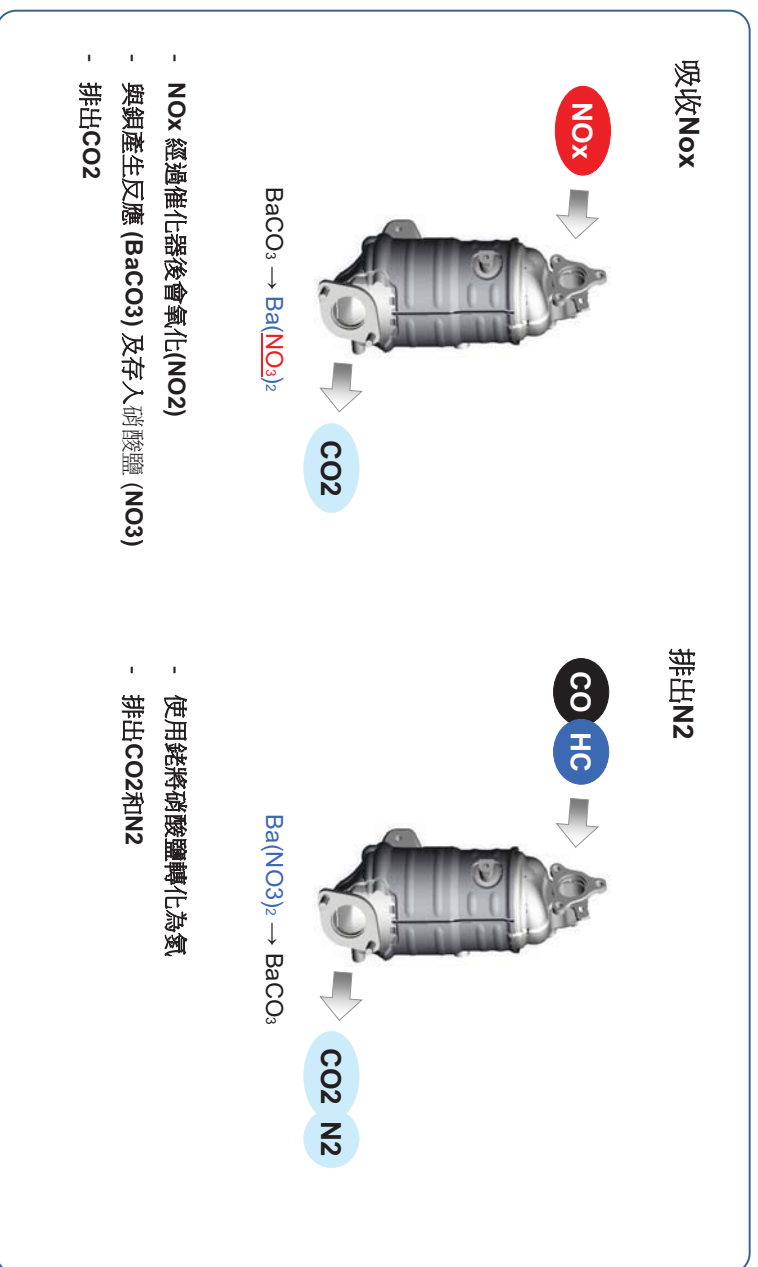 吸收Nox
NOx
BaCO₃ → Ba(NO₃)₂
CO2
- NOx 經過催化器後會氧化(NO2)
- 與鋇產生反應 (BaCO3) 及存入硝酸鹽 (NO3)
- 排出CO2
排出N2
CO HC
Ba(NO3)₂ → BaCO₃
CO2 N2
- 使用銠將硝酸鹽轉化為氮
- 排出CO2和N2